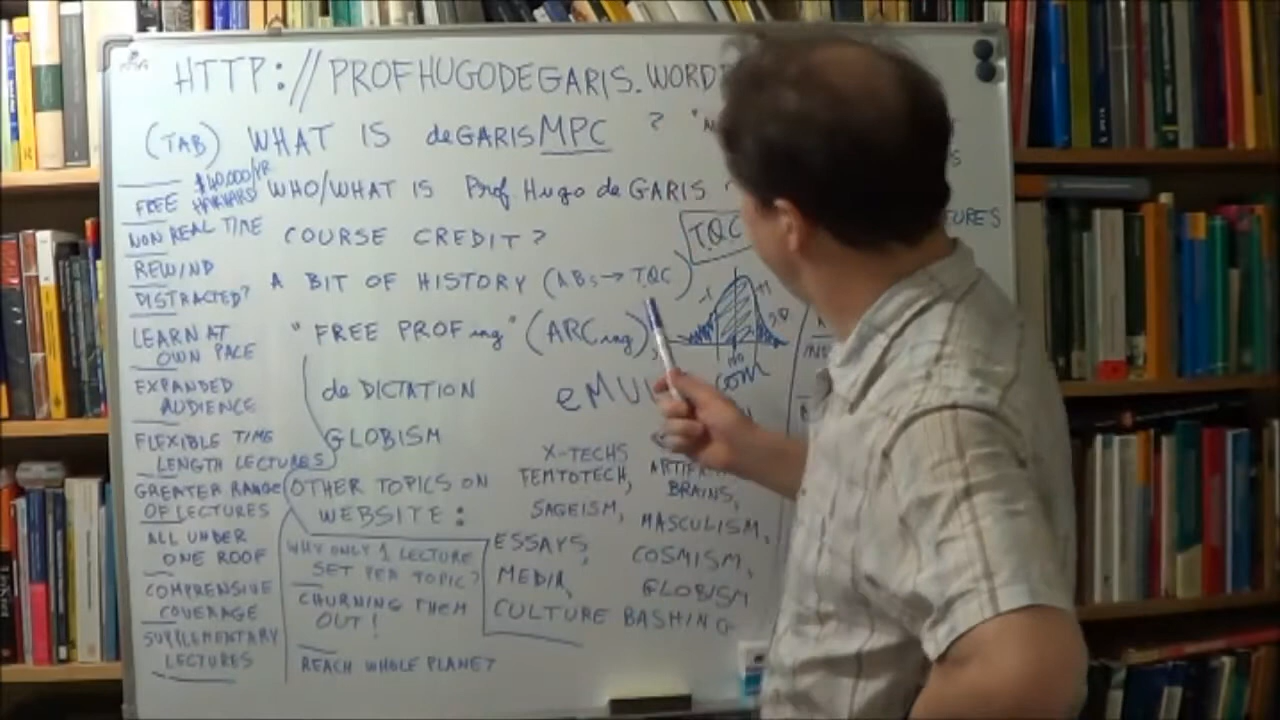 HTTP://PROFHUGODEGARIS.WORD
(TAB) WHAT IS deGARISMPC ?
$40,000/YR
FREE HARVARD
WHO/WHAT IS Prof Hugo de GARIS
NON REAL TIME
COURSE CREDIT?
TQC
TURES
REWIND
DISTRACTED?
A BIT OF HISTORY (ABs→TQC)
LEARN AT
OWN PACE
"FREE PROFing" (ARCing)
EXPANDED
AUDIENCE
de DICTATION
eMU
FLEXIBLE TIME
LENGTH LECTURES
GLOBISM
X-TECHS
FEMTOTECH,
BRAINS,
SAGEISM,
MASCULISM,
GREATER RANGE
OF LECTURES
OTHER TOPICS ON
WEBSITE:
ALL UNDER
ONE ROOF
WHY ONLY 1 LECTURE
SET PER TOPIC?
ESSAYS,
COSMISM,
MEDIA,
GLOBISM
CULTURE BASHING
COMPRENSIVE
COVERAGE
CHURNING THEM
OUT!
SUPPLEMENTARY
LECTURES
REACH WHOLE PLANET